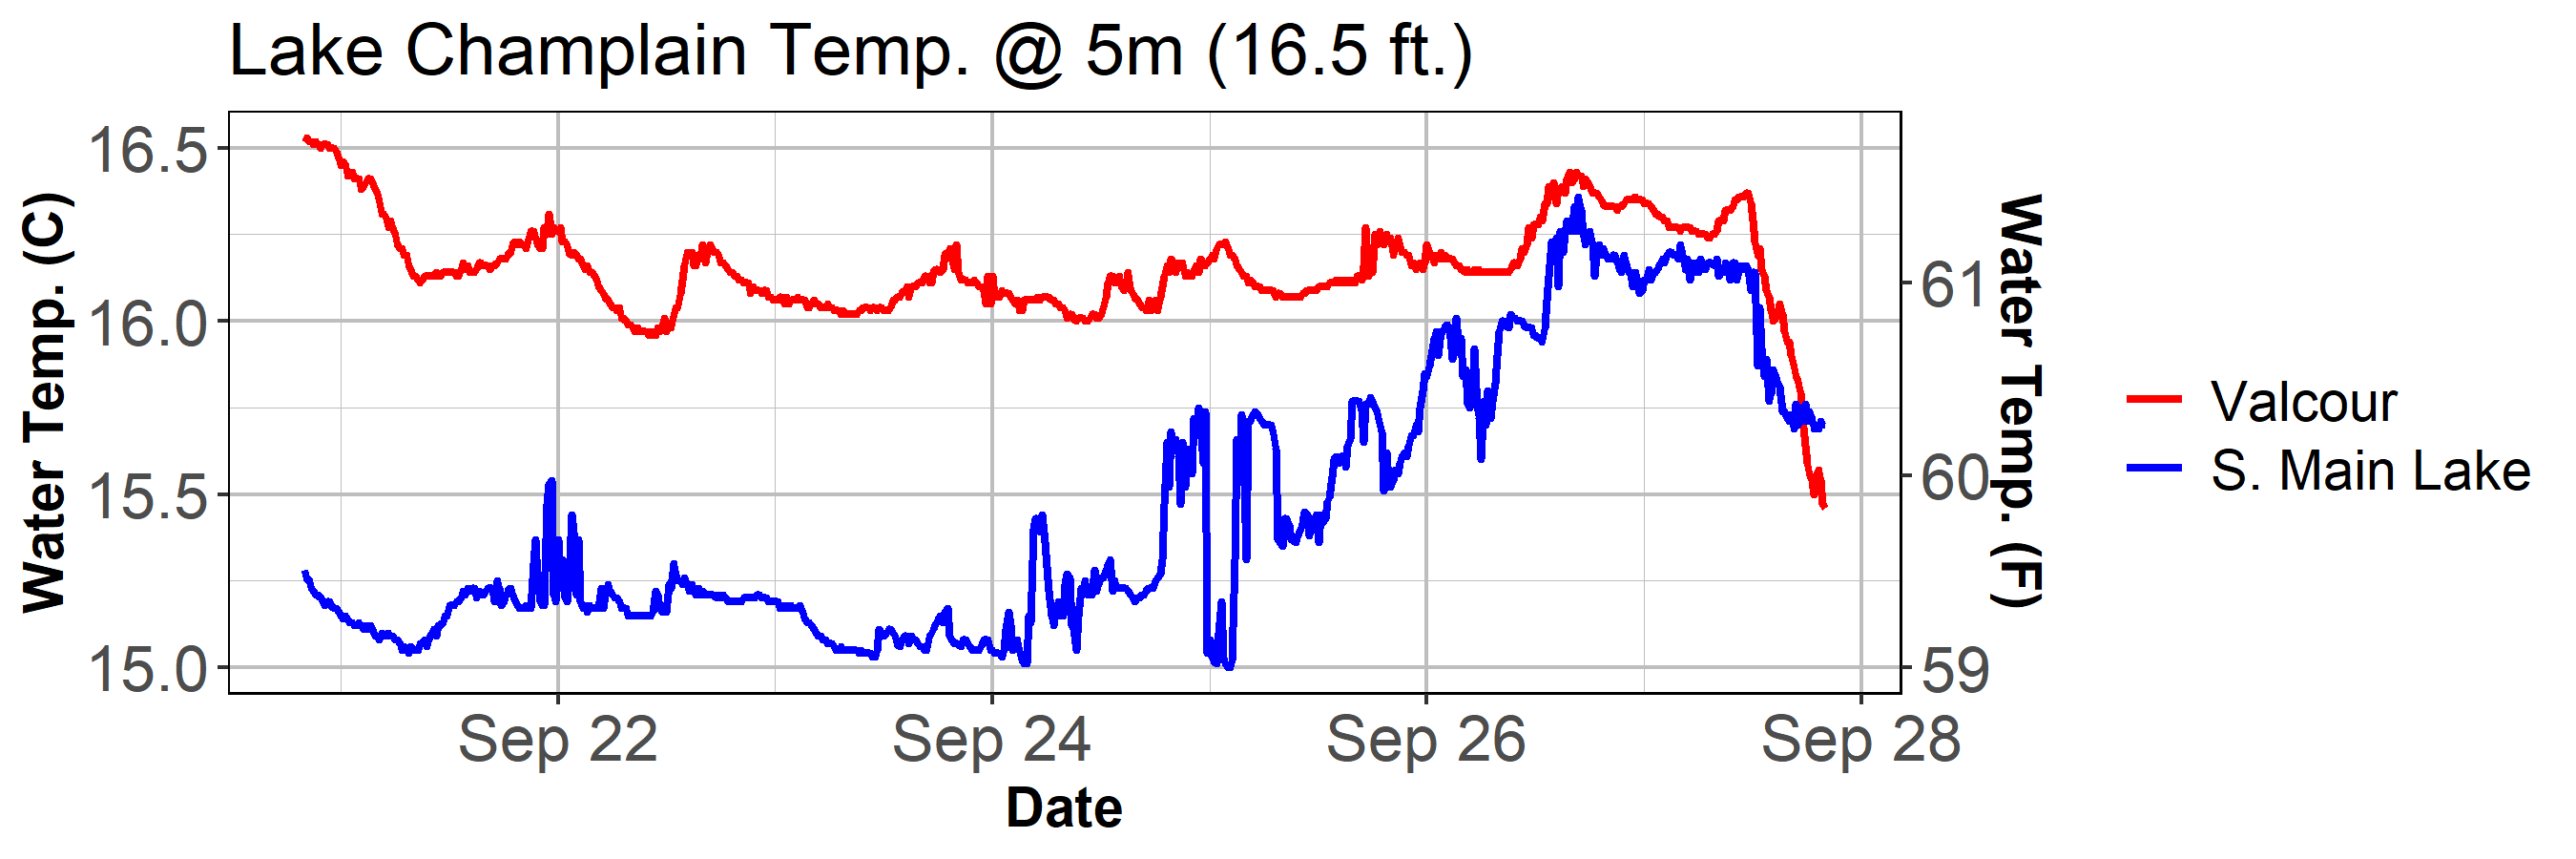 Lake Champlain Temp. @ 5m (16.5 ft.)
Water Temp. (C)
16.5
16.0
15.5
15.0
61
60
59
Water Temp. (F)
Sep 22
Sep 24
Sep 26
Sep 28
Date
Valcour
S. Main Lake